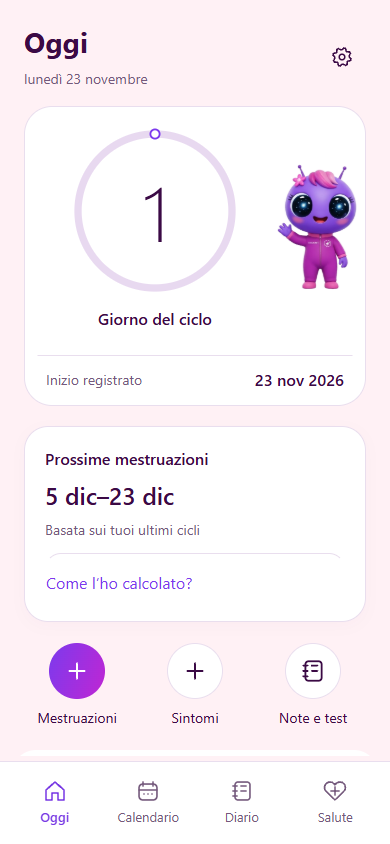 Oggi
lunedì 23 novembre
1
Giorno del ciclo
Inizio registrato
23 nov 2026
Prossime mestruazioni
5 dic–23 dic
Basata sui tuoi ultimi cicli
Come l’ho calcolato?
Mestruazioni
Sintomi
Note e test
Oggi
Calendario
Diario
Salute